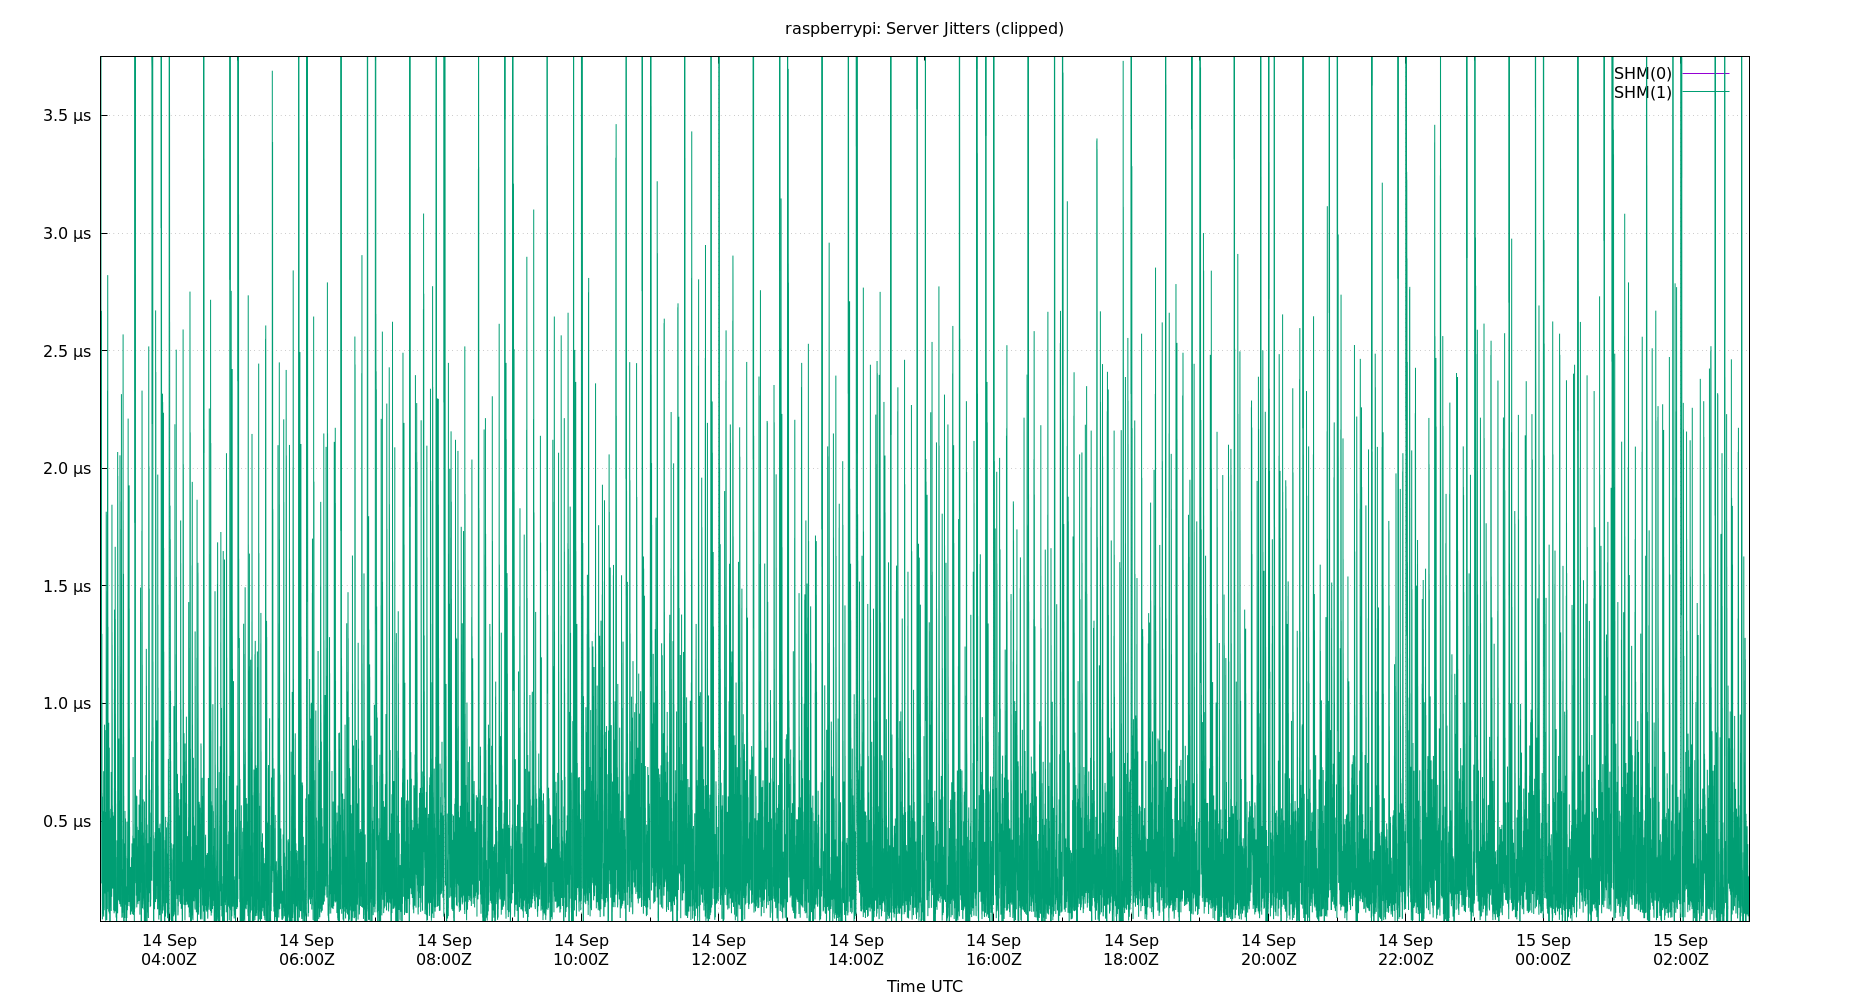 raspberrypi: Server Jitters (clipped)
SHM(0)
SHM(1)
3.5 µs
3.0 µs
2.5 µs
2.0 µs
1.5 µs
1.0 µs
0.5 µs
14 Sep 14 Sep 14 Sep 14 Sep 14 Sep 14 Sep 14 Sep 14 Sep 14 Sep 14 Sep 15 Sep 15 Sep
04:00Z 06:00Z 08:00Z 10:00Z 12:00Z 14:00Z 16:00Z 18:00Z 20:00Z 22:00Z 00:00Z 02:00Z
Time UTC